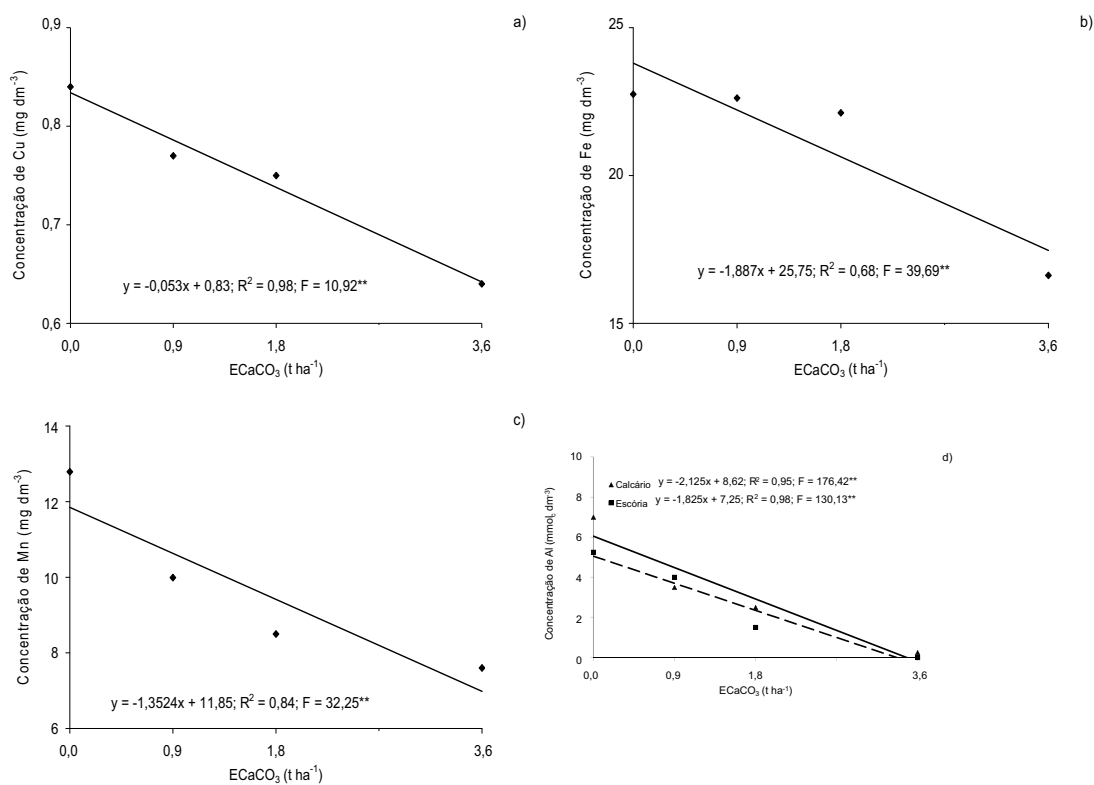 a)
0,9
0,8
0,7
0,6
Concentração de Cu (mg dm⁻³)
y = -0,053x + 0,83; R² = 0,98; F = 10,92**
0,0 0,9 1,8 3,6
ECaCO₃ (t ha⁻¹)
b)
25
20
15
Concentração de Fe (mg dm⁻³)
y = -1,887x + 25,75; R² = 0,68; F = 39,69**
0,0 0,9 1,8 3,6
ECaCO₃ (t ha⁻¹)
c)
14
12
10
8
6
Concentração de Mn (mg dm⁻³)
y = -1,3524x + 11,85; R² = 0,84; F = 32,25**
0,0 0,9 1,8 3,6
ECaCO₃ (t ha⁻¹)
d)
10
8
6
4
2
0
Concentração de Al (mmol꜀ dm⁻³)
Calcário y = -2,125x + 8,62; R² = 0,95; F = 176,42**
Escória y = -1,825x + 7,25; R² = 0,98; F = 130,13**
0,0 0,9 1,8 3,6
ECaCO₃ (t ha⁻¹)